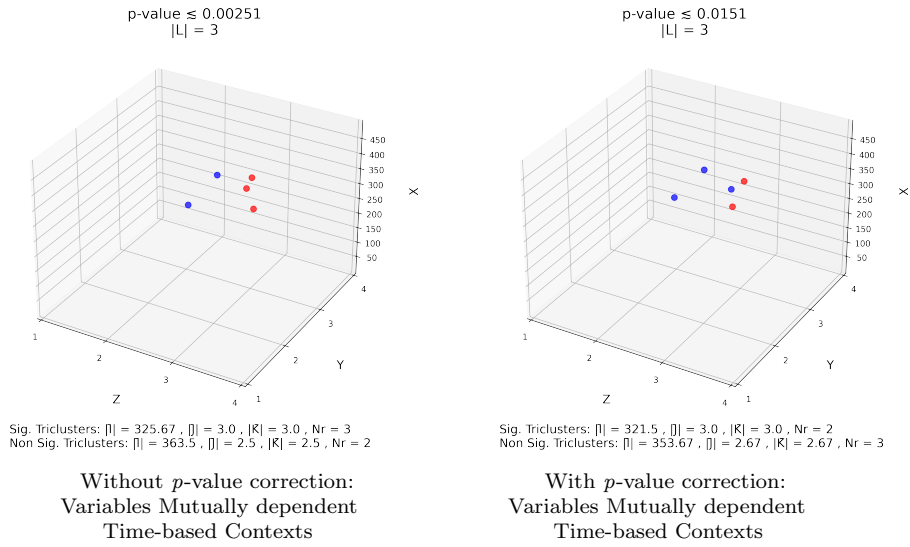 p-value ≤ 0.00251
|L| = 3
450
400
350
300
250
200
150
100
50
X
4
3
2
1
Y
1
2
3
4
Z
Sig. Triclusters: |Ī| = 325.67 , |J̄| = 3.0 , |K̄| = 3.0 , Nr = 3
Non Sig. Triclusters: |Ī| = 363.5 , |J̄| = 2.5 , |K̄| = 2.5 , Nr = 2
Without p-value correction:
Variables Mutually dependent
Time-based Contexts
p-value ≤ 0.0151
|L| = 3
450
400
350
300
250
200
150
100
50
X
4
3
2
1
Y
1
2
3
4
Z
Sig. Triclusters: |Ī| = 321.5 , |J̄| = 3.0 , |K̄| = 3.0 , Nr = 2
Non Sig. Triclusters: |Ī| = 353.67 , |J̄| = 2.67 , |K̄| = 2.67 , Nr = 3
With p-value correction:
Variables Mutually dependent
Time-based Contexts